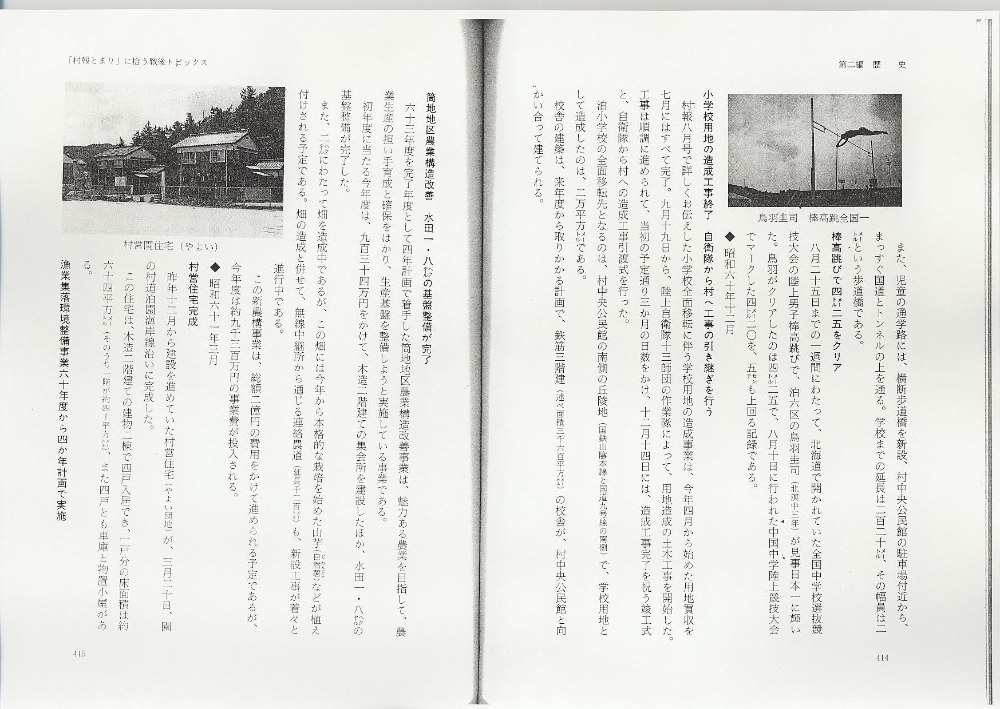 第二編　歴　史
鳥羽圭司　棒高跳全国一
また、児童の通学路には、横断歩道橋を新設、村中央公民館の駐車場付近から、
まっすぐ国道とトンネルの上を通る。学校までの延長は二百二十メートル、その幅員は二
メートルという歩道橋である。
棒高跳びで四メートル二五をクリア
八月二十五日までの一週間にわたって、北海道で開かれていた全国中学校選抜競
技大会の陸上男子棒高跳びで、泊六区の鳥羽圭司（北溟中三年）が見事日本一に輝い
た。鳥羽がクリアしたのは四メートル二五で、八月十日に行われた中国中学陸上競技大会
でマークした四メートル二〇を、五センチも上回る記録である。
◆　昭和六十年十二月
小学校用地の造成工事終了　自衛隊から村へ工事の引き継ぎを行う
村報八月号で詳しくお伝えした小学校全面移転に伴う学校用地の造成事業は、今年四月から始めた用地買収を
七月にはすべて完了。九月十九日から、陸上自衛隊十三師団の作業隊によって、用地造成の土木工事を開始した。
工事は順調に進められて、当初の予定通り三か月の日数をかけ、十二月十四日には、造成工事完了を祝う竣工式
と、自衛隊から村への造成工事引渡式を行った。
泊小学校の全面移転先となるのは、村中央公民館の南側の丘陵地（国鉄山陰本線と国道九号線の南側）で、学校用地と
して造成したのは、二万平方メートルである。
校舎の建築は、来年度から取りかかる計画で、鉄筋三階建（述べ面積三千六百平方メートル）の校舎が、村中央公民館と向
かい合って建てられる。
414
「村報とまり」に拾う戦後トピックス
筒地地区農業構造改善　水田一・八ヘクタールの基盤整備が完了
六十三年度を完了年度として四年計画で着手した筒地地区農業構造改善事業は、魅力ある農業を目指して、農
業生産の担い手育成と確保をはかり、生産基盤を整備しようと実施している事業である。
初年度に当たる今年度は、九百三十四万円をかけて、木造二階建ての集会所を建設したほか、水田一・八ヘクタールの
基盤整備が完了した。
また、二ヘクタールにわたって畑を造成中であるが、この畑には今年から本格的な栽培を始めた山芋（自然薯じねんじょ）などが植え
付けされる予定である。畑の造成と併せて、無線中継所から通じる連絡農道（延長千二百メートル）も、新設工事が着々と
進行中である。
この新農構事業は、総額二億円の費用をかけて進められる予定であるが、
今年度は約九千三百万円の事業費が投入される。
◆　昭和六十一年三月
村営住宅完成
昨年十二月から建設を進めていた村営住宅（やよい団地）が、三月二十日、園
の村道泊園海岸線沿いに完成した。
この住宅は、木造二階建ての建物二棟で四戸入居でき、一戸分の床面積は約
六十四平方メートル（そのうち一階が約四十平方メートル）、また四戸とも車庫と物置小屋があ
る。
漁業集落環境整備事業六十年度から四か年計画で実施
村営園住宅（やよい）
415